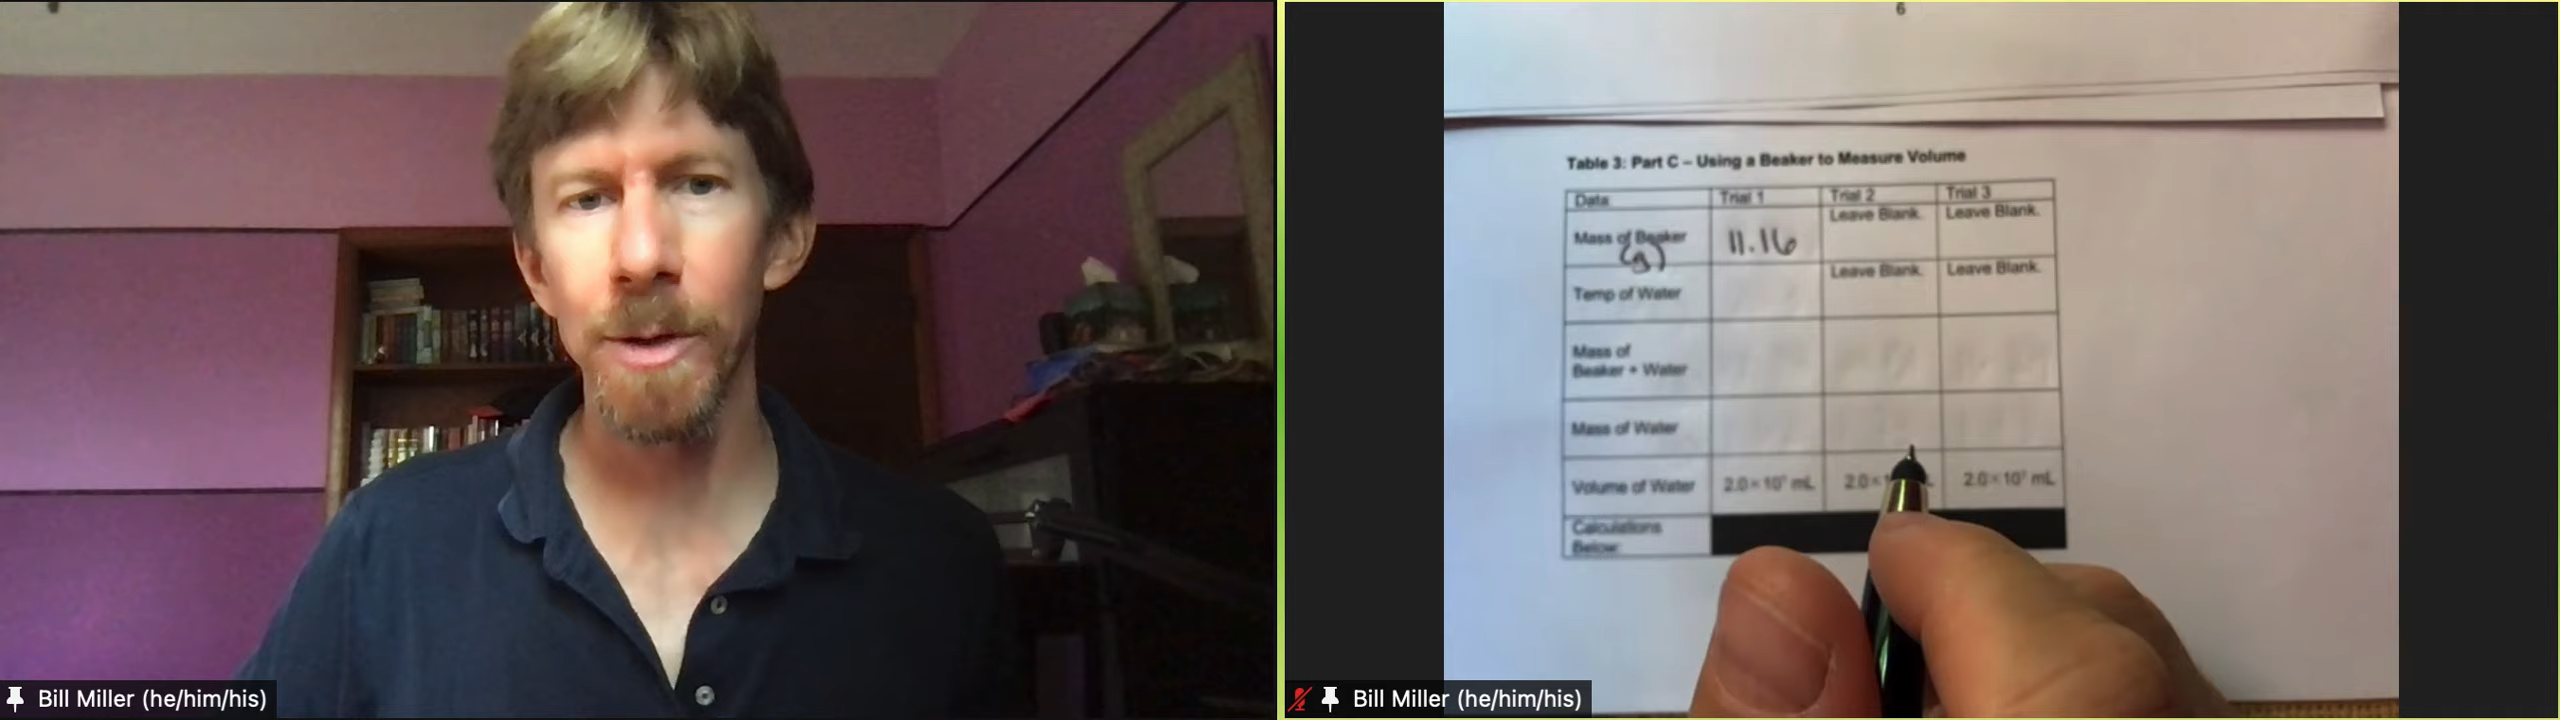 6
Table 3: Part C – Using a Beaker to Measure Volume
Data: Trial 1 Trial 2 Trial 3
Mass of Beaker (g) 11.16 Leave Blank. Leave Blank.
Temp of Water Leave Blank. Leave Blank.
Mass of
Beaker + Water
Mass of Water
Volume of Water 2.0 × 10¹ mL 2.0 × 2.0 × 10¹ mL
Calculations
Below:
Bill Miller (he/him/his)
Bill Miller (he/him/his)